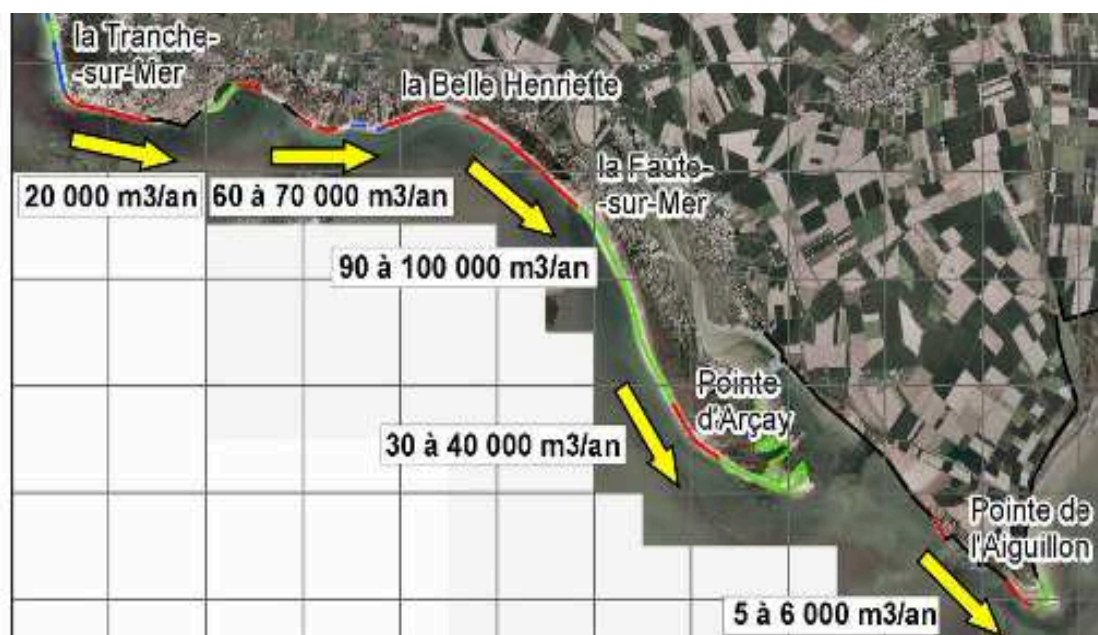 la Tranche-
-sur-Mer
la Belle Henriette
la Faute-
-sur-Mer
20 000 m3/an
60 à 70 000 m3/an
90 à 100 000 m3/an
Pointe
d'Arçay
30 à 40 000 m3/an
Pointe de
l'Aiguillon
5 à 6 000 m3/an